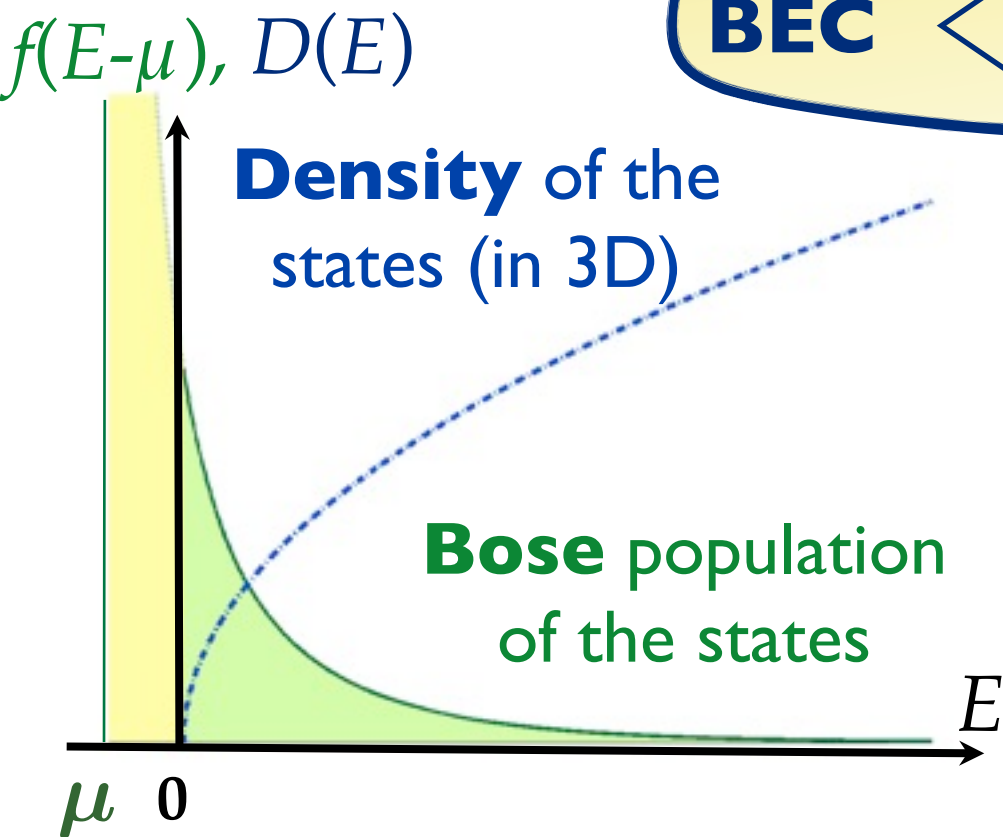 f(E-μ), D(E)
BEC
Density of the
states (in 3D)
Bose population
of the states
E
μ 0